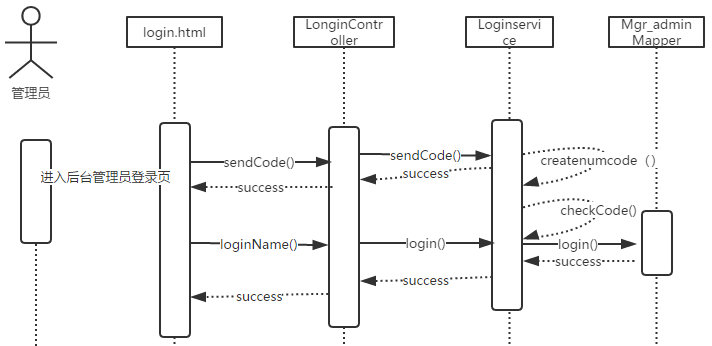 login.html
LonginContr
oller
Loginservi
ce
Mgr_admin
Mapper
管理员
sendCode()
sendCode()
createnumcode（）
进入后台管理员登录页
success
success
checkCode()
loginName()
login()
login()
success
success
success